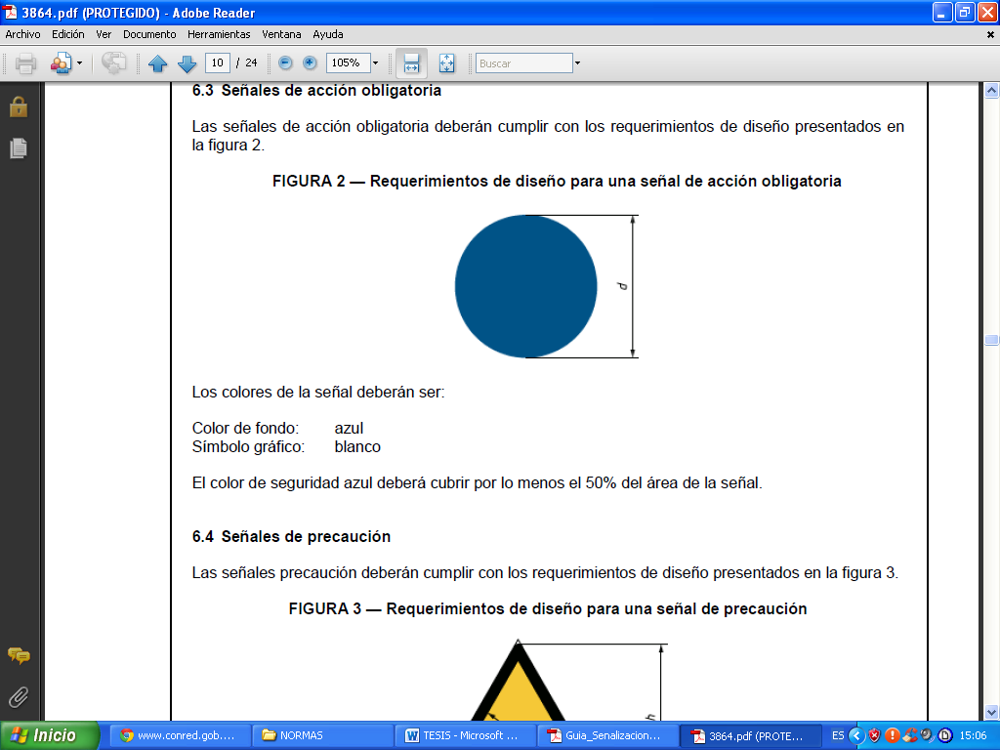 3864.pdf (PROTEGIDO) - Adobe Reader
Archivo Edición Ver Documento Herramientas Ventana Ayuda
10 / 24 105% Buscar
6.3 Señales de acción obligatoria
Las señales de acción obligatoria deberán cumplir con los requerimientos de diseño presentados en
la figura 2.
FIGURA 2 — Requerimientos de diseño para una señal de acción obligatoria
d
Los colores de la señal deberán ser:
Color de fondo: azul
Símbolo gráfico: blanco
El color de seguridad azul deberá cubrir por lo menos el 50% del área de la señal.
6.4 Señales de precaución
Las señales precaución deberán cumplir con los requerimientos de diseño presentados en la figura 3.
FIGURA 3 — Requerimientos de diseño para una señal de precaución
h
Inicio www.conred.gob.... NORMAS TESIS - Microsoft ... Guia_Senalizacion... 3864.pdf (PROTE... ES 15:06